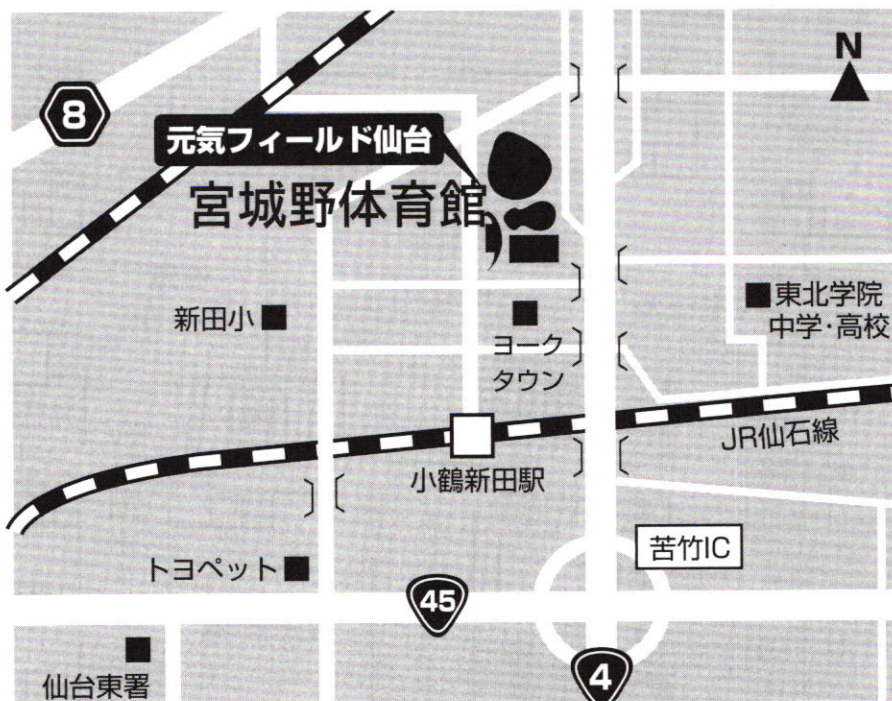 N
8
元気フィールド仙台
宮城野体育館
新田小
東北学院
中学・高校
ヨーク
タウン
JR仙石線
小鶴新田駅
苦竹IC
トヨペット
45
仙台東署
4